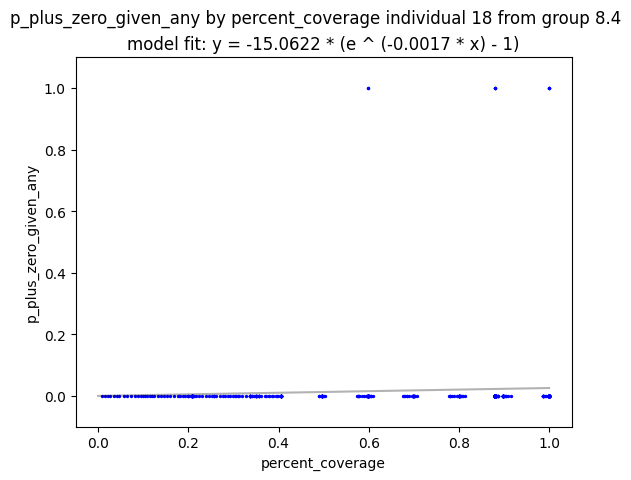 p_plus_zero_given_any by percent_coverage individual 18 from group 8.4
model fit: y = -15.0622 * (e ^ (-0.0017 * x) - 1)
1.0
0.8
0.6
0.4
0.2
0.0
p_plus_zero_given_any
0.0 0.2 0.4 0.6 0.8 1.0
percent_coverage